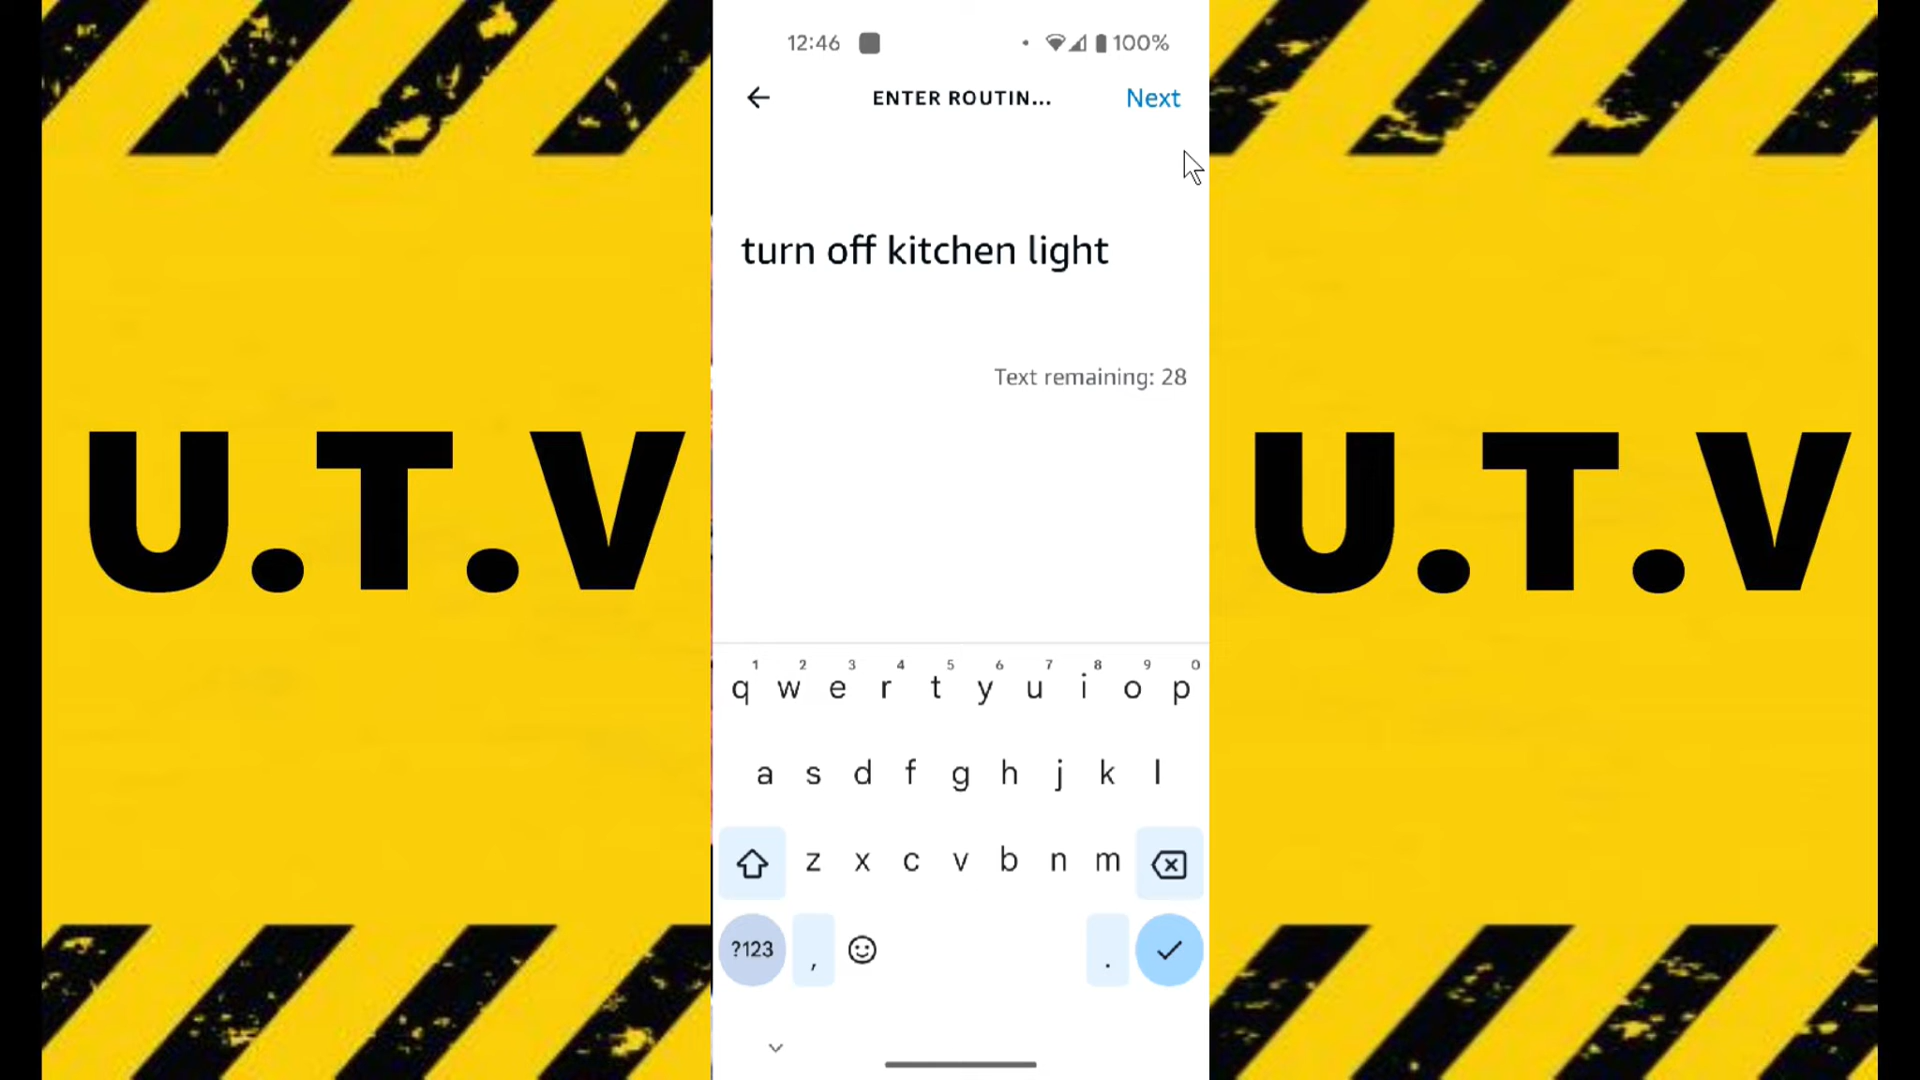 12:46 100%
ENTER ROUTIN... Next
turn off kitchen light
Text remaining: 28
U.T.V U.T.V
1 2 3 4 5 6 7 8 9 0
q w e r t y u i o p
a s d f g h j k l
z x c v b n m
?123 , .